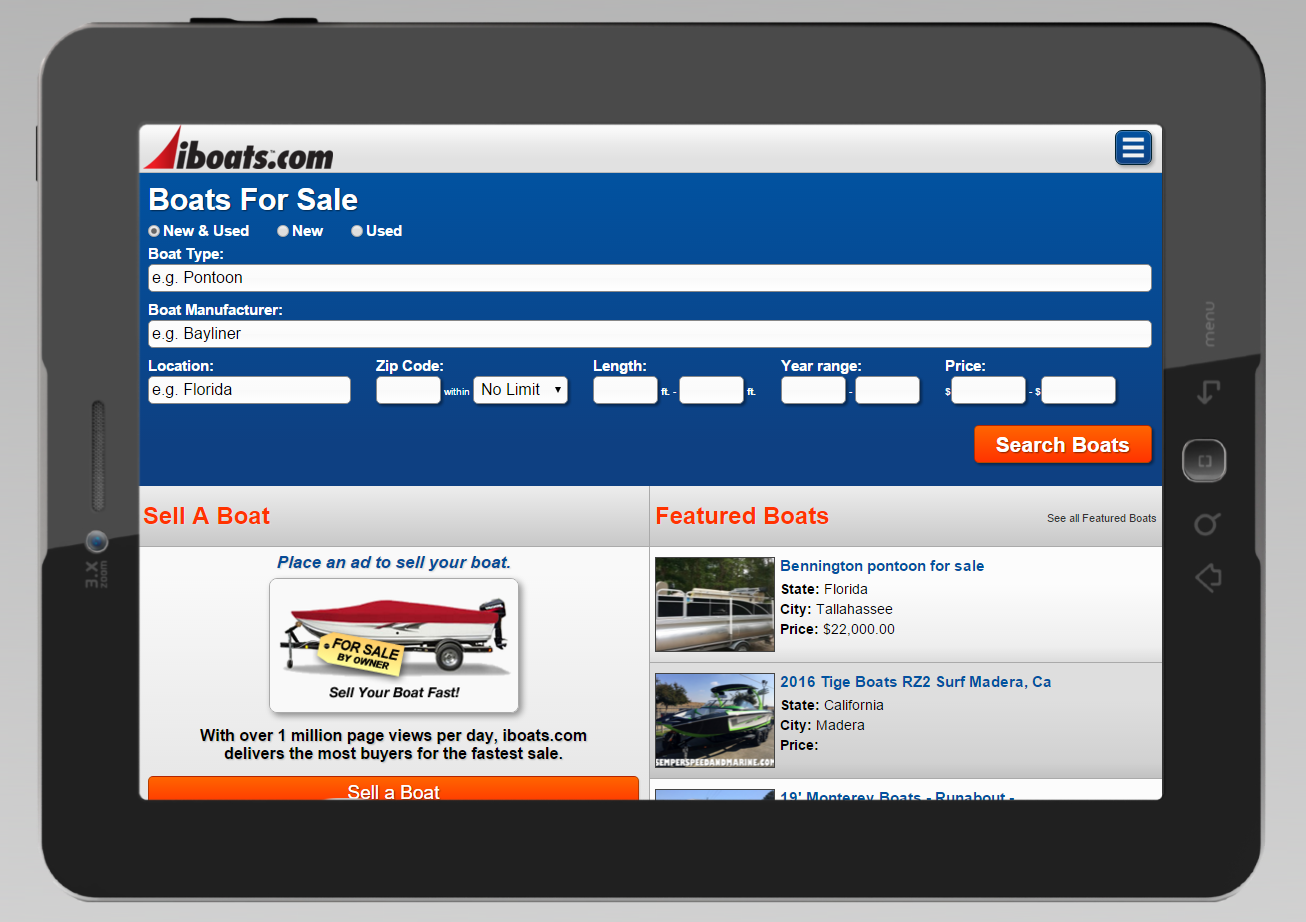 iboats.com
Boats For Sale
New & Used New Used
Boat Type:
e.g. Pontoon
Boat Manufacturer:
e.g. Bayliner
Location: Zip Code: Length: Year range: Price:
e.g. Florida within No Limit ft. - ft. - $ - $
Search Boats
Sell A Boat
Place an ad to sell your boat.
FOR SALE
BY OWNER
Sell Your Boat Fast!
With over 1 million page views per day, iboats.com
delivers the most buyers for the fastest sale.
Sell a Boat
Featured Boats See all Featured Boats
Bennington pontoon for sale
State: Florida
City: Tallahassee
Price: $22,000.00
2016 Tige Boats RZ2 Surf Madera, Ca
State: California
City: Madera
Price:
SEMPERSPEEDANDMARINE.COM
19' Monterey Boats - Runabout -
menu
3.X
zoom